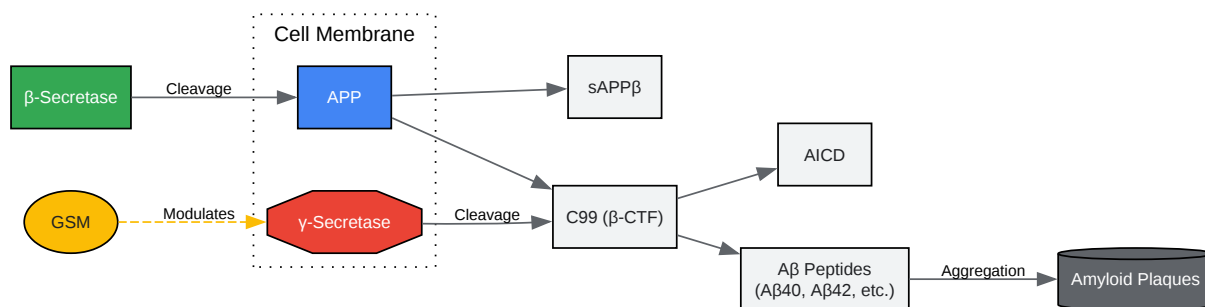 Cell Membrane
β-Secretase
Cleavage
APP
sAPPβ
AICD
GSM
Modulates
γ-Secretase
Cleavage
C99 (β-CTF)
Aβ Peptides
(Aβ40, Aβ42, etc.)
Aggregation
Amyloid Plaques